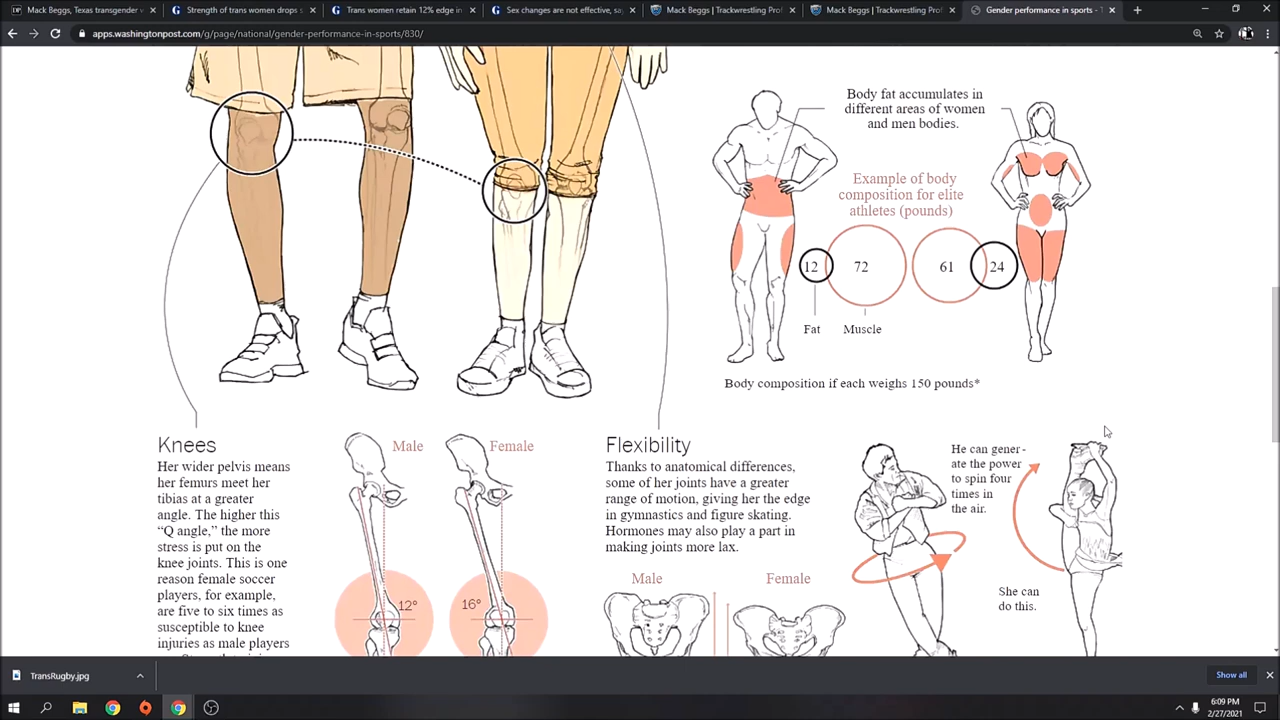 Mack Beggs, Texas transgender w
Strength of trans women drops s
Trans women retain 12% edge in
Sex changes are not effective, sa
Mack Beggs | Trackwrestling Prof
Mack Beggs | Trackwrestling Prof
Gender performance in sports - T
apps.washingtonpost.com/g/page/national/gender-performance-in-sports/830/
Body fat accumulates in
different areas of women
and men bodies.
Example of body
composition for elite
athletes (pounds)
12 72 61 24
Fat Muscle
Body composition if each weighs 150 pounds*
Knees
Her wider pelvis means
her femurs meet her
tibias at a greater
angle. The higher this
“Q angle,” the more
stress is put on the
knee joints. This is one
reason female soccer
players, for example,
are five to six times as
susceptible to knee
injuries as male players
Male Female
12° 16°
Flexibility
Thanks to anatomical differences,
some of her joints have a greater
range of motion, giving her the edge
in gymnastics and figure skating.
Hormones may also play a part in
making joints more lax.
Male Female
He can gener-
ate the power
to spin four
times in
the air.
She can
do this.
TransRugby.jpg
Show all
6:09 PM
2/27/2021